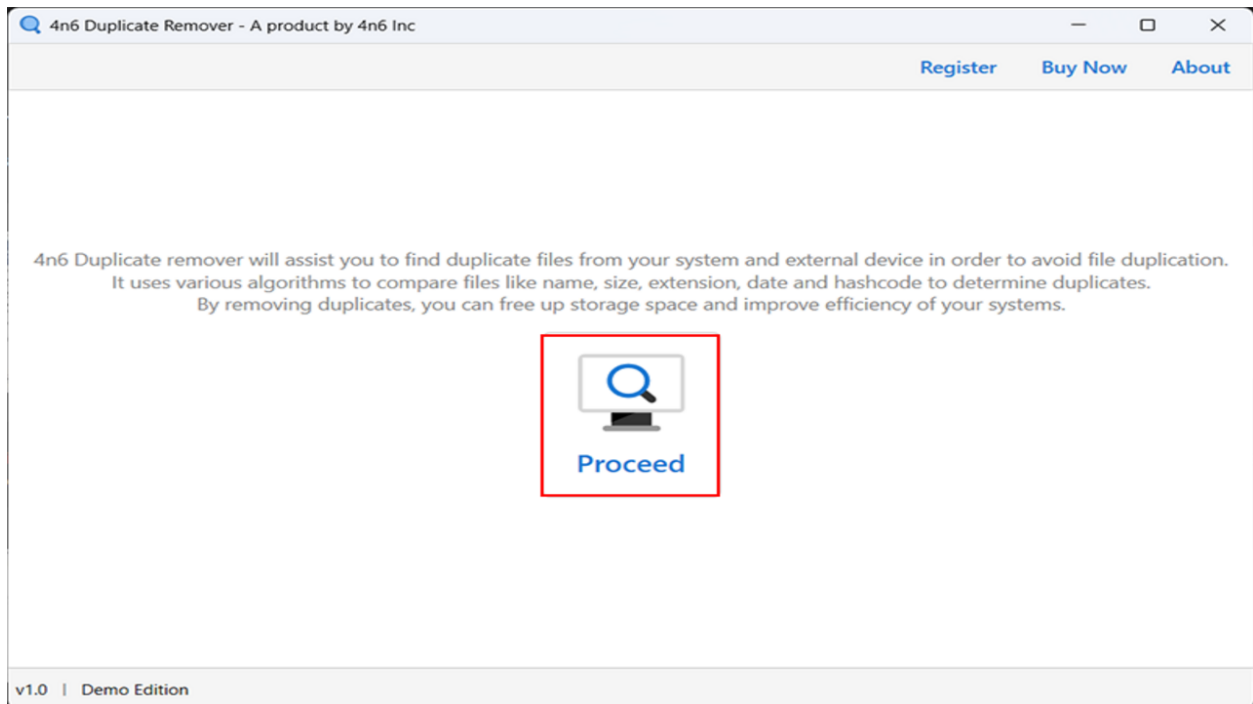 4n6 Duplicate Remover - A product by 4n6 Inc
Register Buy Now About
4n6 Duplicate remover will assist you to find duplicate files from your system and external device in order to avoid file duplication.
It uses various algorithms to compare files like name, size, extension, date and hashcode to determine duplicates.
By removing duplicates, you can free up storage space and improve efficiency of your systems.
Proceed
v1.0 | Demo Edition